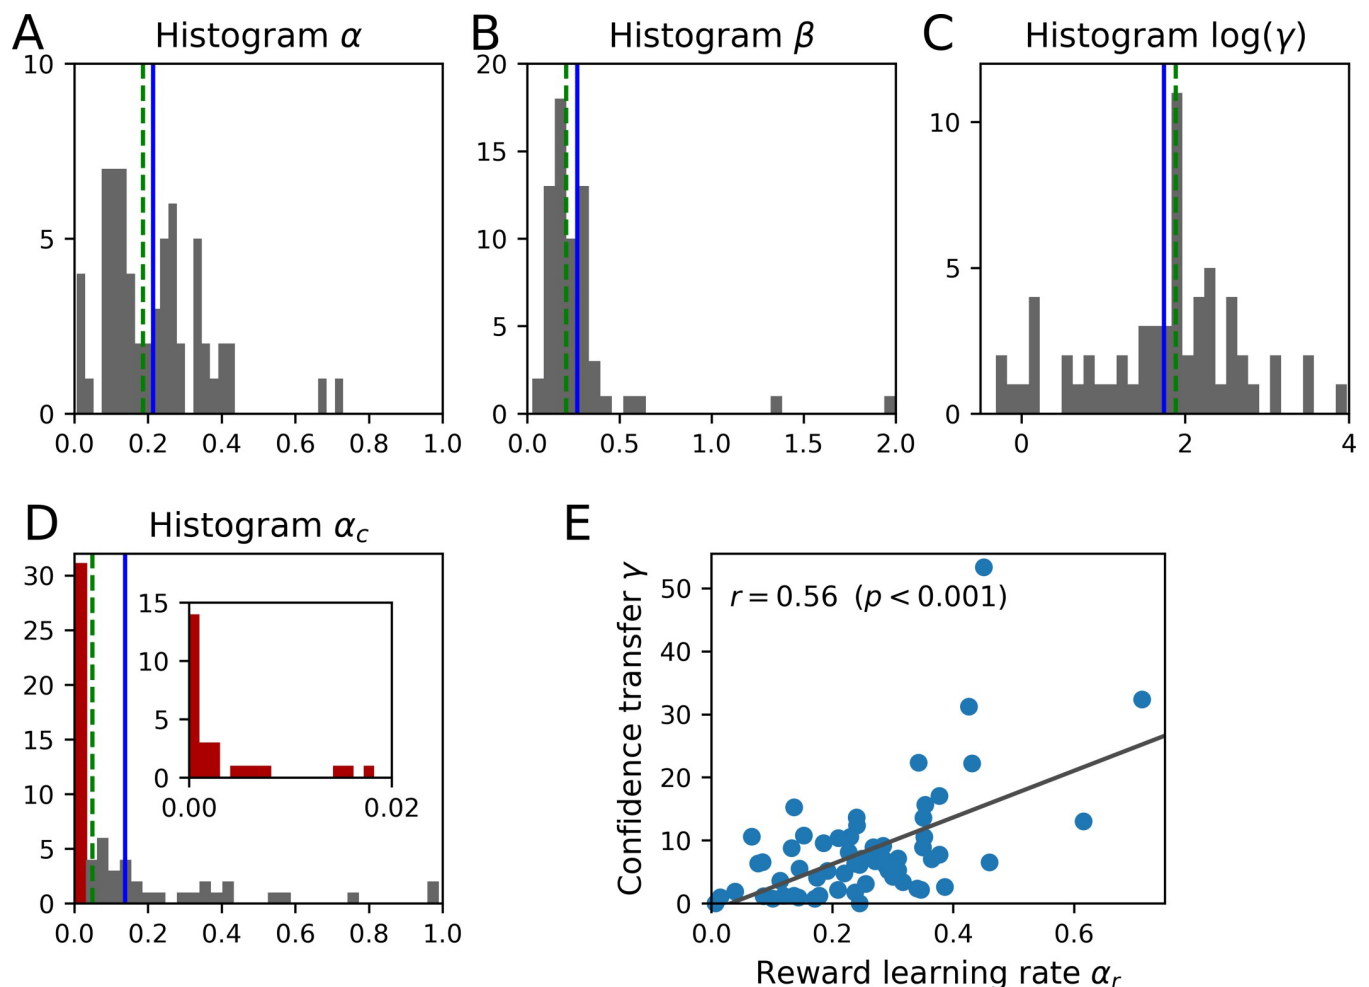 A Histogram α
10
5
0
0.0 0.2 0.4 0.6 0.8 1.0
B Histogram β
20
15
10
5
0
0.0 0.5 1.0 1.5 2.0
C Histogram log(γ)
10
5
0
0 2 4
D Histogram α_c
30
25
20
15
10
5
0
0.0 0.2 0.4 0.6 0.8 1.0
15
10
5
0
0.00 0.02
E
r = 0.56 (p < 0.001)
Confidence transfer γ
50
40
30
20
10
0
0.0 0.2 0.4 0.6
Reward learning rate α_r